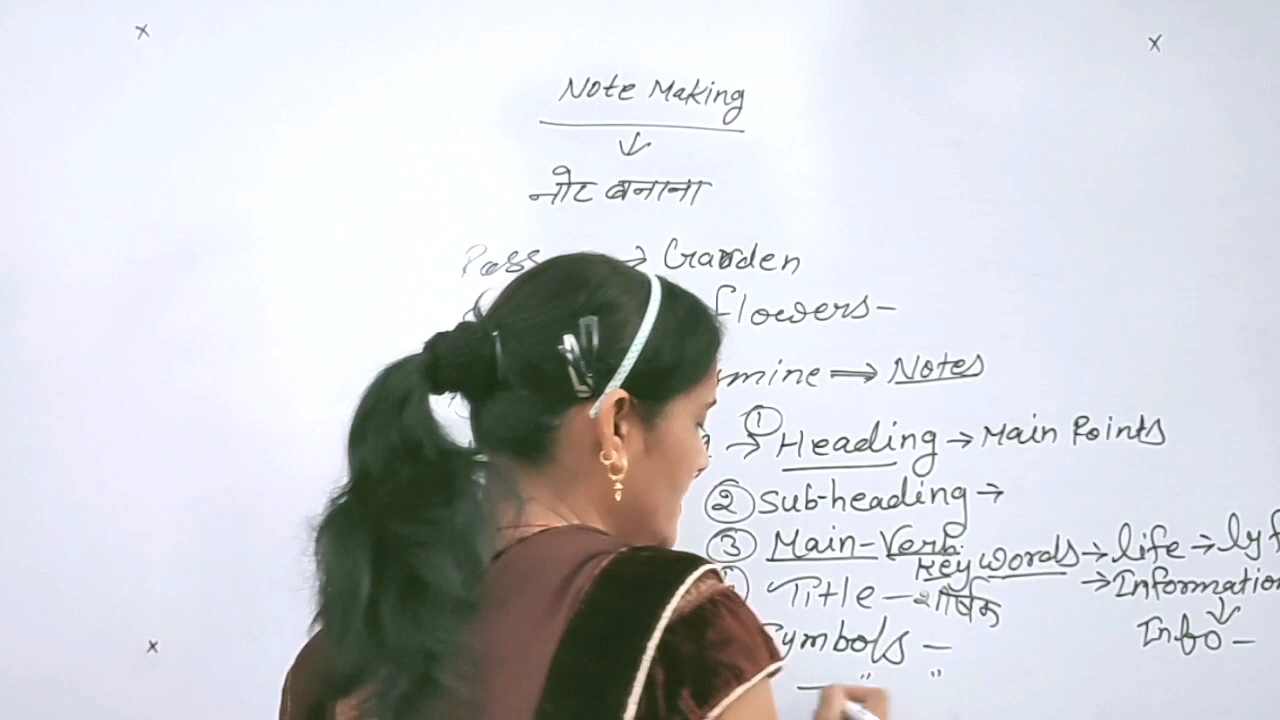 Note Making
↓
नोट बनाना
→ Garden
flowers-
⇒ Notes
→ ① Heading → Main Points
② Sub-heading →
③ Main-Verb
Key words → life → lyf
Title - शीर्षक → Information
↓
Symbols - Info -
— " "